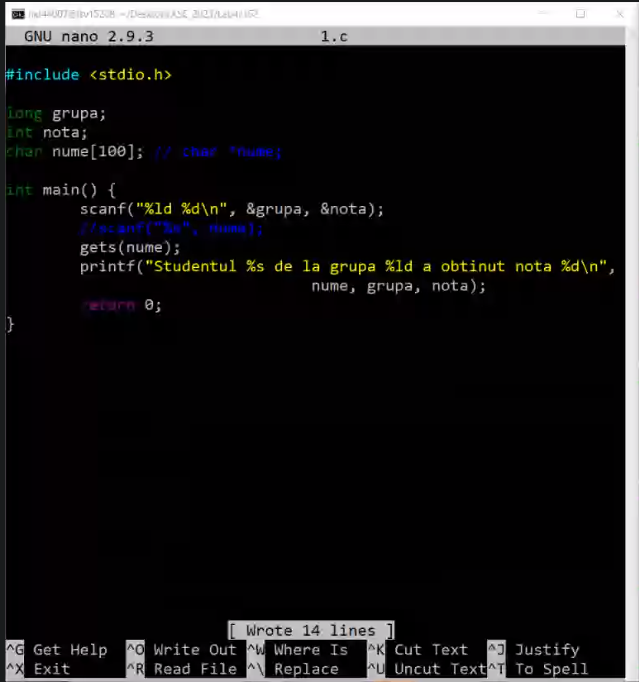 GNU nano 2.9.3 1.c
#include <stdio.h>
long grupa;
int nota;
char nume[100]; // char *nume;
int main() {
scanf("%ld %d\n", &grupa, &nota);
//scanf("%s", nume);
gets(nume);
printf("Studentul %s de la grupa %ld a obtinut nota %d\n",
nume, grupa, nota);
return 0;
}
[ Wrote 14 lines ]
^G Get Help ^O Write Out ^W Where Is ^K Cut Text ^J Justify
^X Exit ^R Read File ^\ Replace ^U Uncut Text ^T To Spell